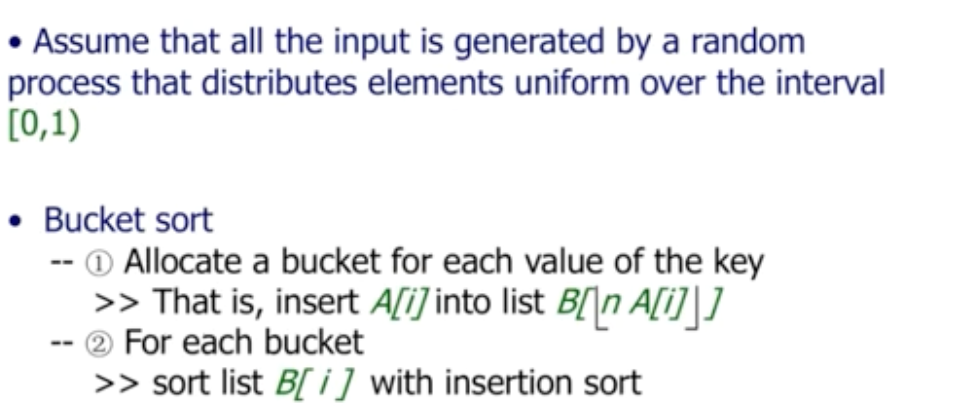 • Assume that all the input is generated by a random
process that distributes elements uniform over the interval
[0,1)
• Bucket sort
-- ① Allocate a bucket for each value of the key
>> That is, insert A[i] into list B[⌊n A[i]⌋]
-- ② For each bucket
>> sort list B[ i ] with insertion sort